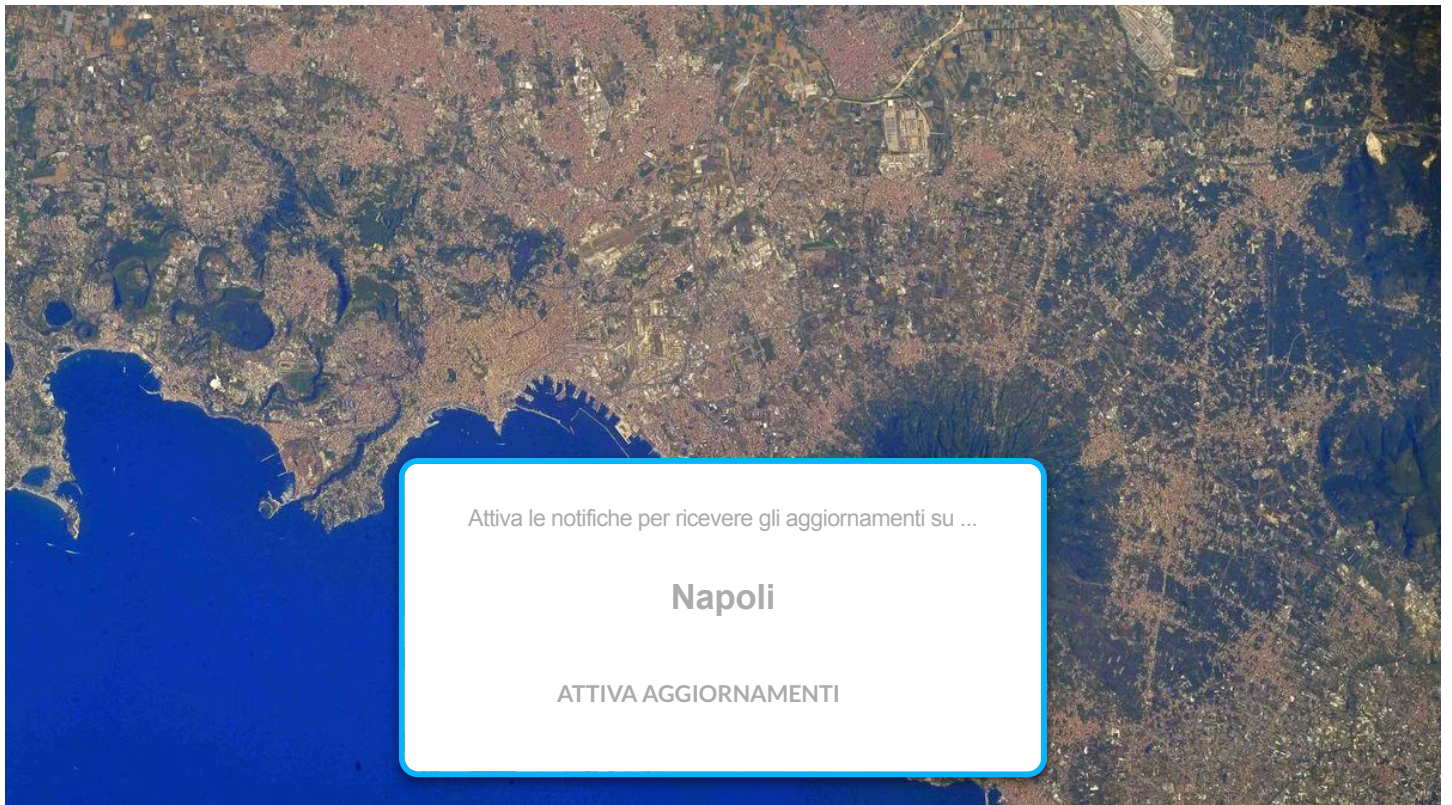 Attiva le notifiche per ricevere gli aggiornamenti su ...
Napoli
ATTIVA AGGIORNAMENTI